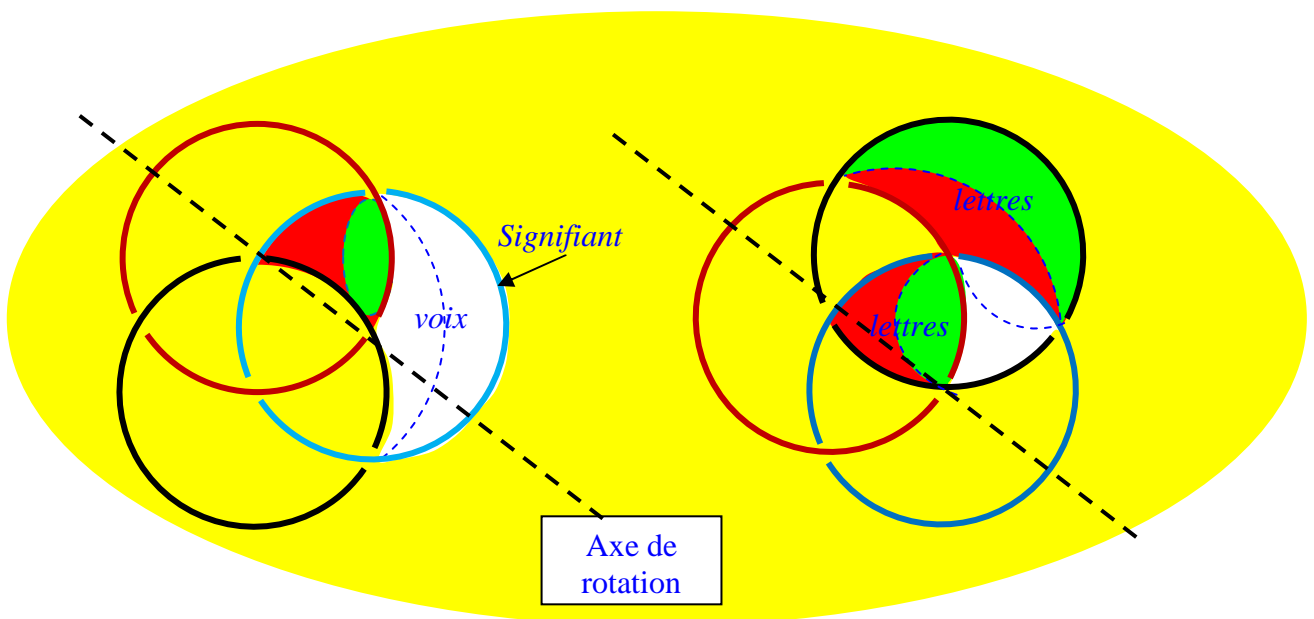 Signifiant
voix
lettres
lettres
Axe de
rotation